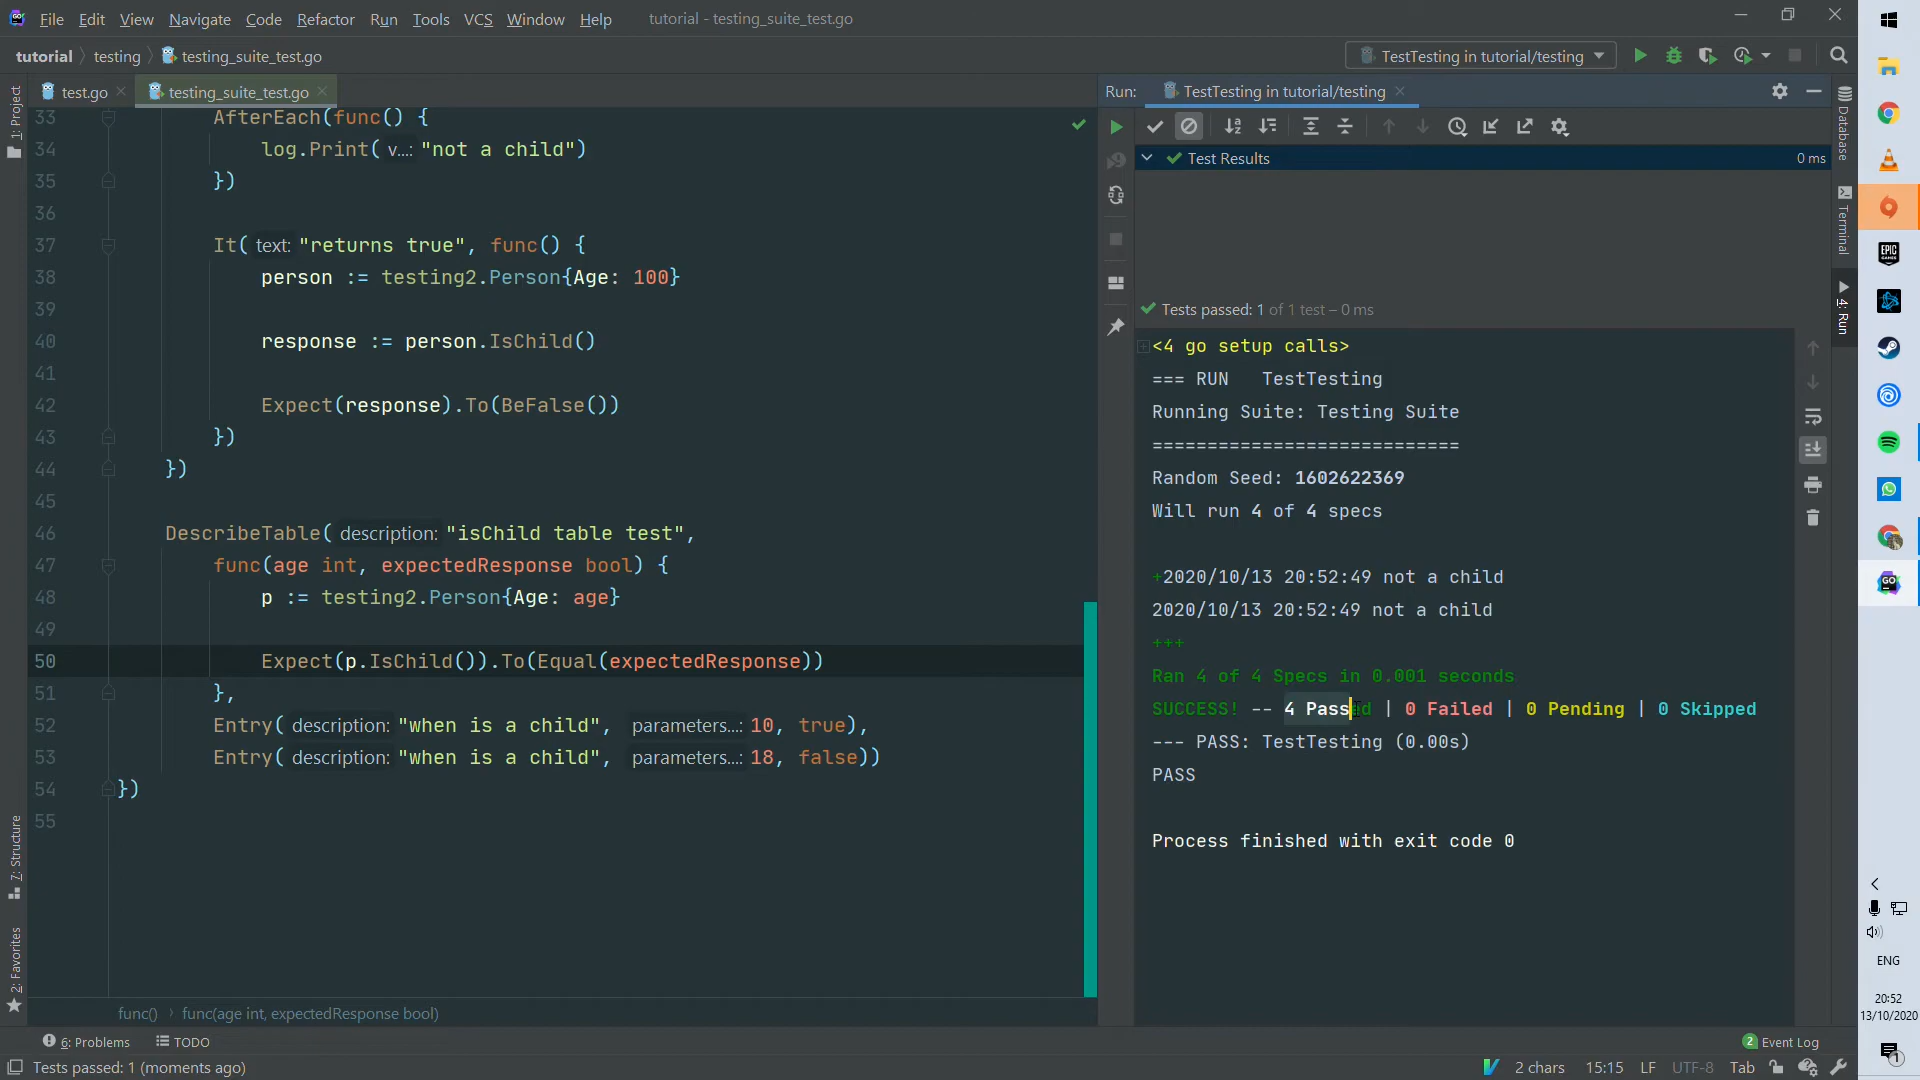 File Edit View Navigate Code Refactor Run Tools VCS Window Help tutorial - testing_suite_test.go
tutorial testing testing_suite_test.go TestTesting in tutorial/testing
test.go testing_suite_test.go
Run: TestTesting in tutorial/testing
1: Project
33 AfterEach(func() {
34 log.Print( v...: "not a child")
35 })
36
37 It( text: "returns true", func() {
38 person := testing2.Person{Age: 100}
39
40 response := person.IsChild()
41
42 Expect(response).To(BeFalse())
43 })
44 })
45
46 DescribeTable( description: "isChild table test",
47 func(age int, expectedResponse bool) {
48 p := testing2.Person{Age: age}
49
50 Expect(p.IsChild()).To(Equal(expectedResponse))
51 },
52 Entry( description: "when is a child", parameters...: 10, true),
53 Entry( description: "when is a child", parameters...: 18, false))
54 })
55
7: Structure
2: Favorites
func() func(age int, expectedResponse bool)
Test Results 0 ms
Tests passed: 1 of 1 test – 0 ms
<4 go setup calls>
=== RUN TestTesting
Running Suite: Testing Suite
============================
Random Seed: 1602622369
Will run 4 of 4 specs
+2020/10/13 20:52:49 not a child
2020/10/13 20:52:49 not a child
+++
Ran 4 of 4 Specs in 0.001 seconds
SUCCESS! -- 4 Passed | 0 Failed | 0 Pending | 0 Skipped
--- PASS: TestTesting (0.00s)
PASS
Process finished with exit code 0
Database
Terminal
4: Run
EPIC
GAMES
GO
ENG
20:52
13/10/2020
1
6: Problems TODO 2 Event Log
Tests passed: 1 (moments ago) 2 chars 15:15 LF UTF-8 Tab